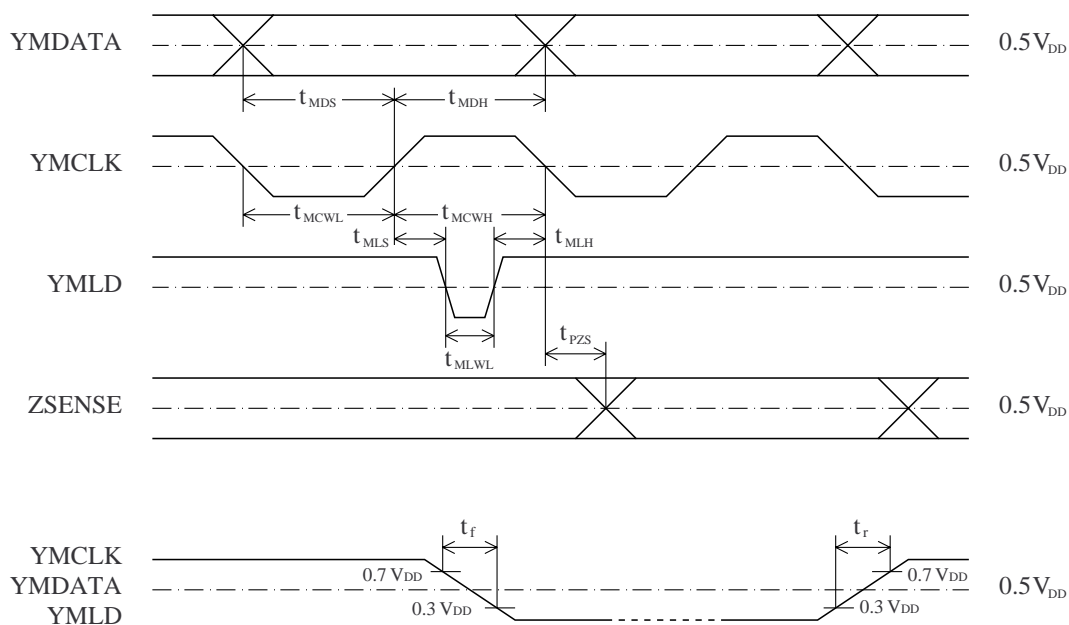 YMDATA 0.5VDD
tMDS tMDH
YMCLK 0.5VDD
tMCWL tMCWH
tMLS tMLH
YMLD 0.5VDD
tPZS
tMLWL
ZSENSE 0.5VDD
tf tr
YMCLK
0.7 VDD 0.7 VDD
YMDATA 0.5VDD
0.3 VDD 0.3 VDD
YMLD